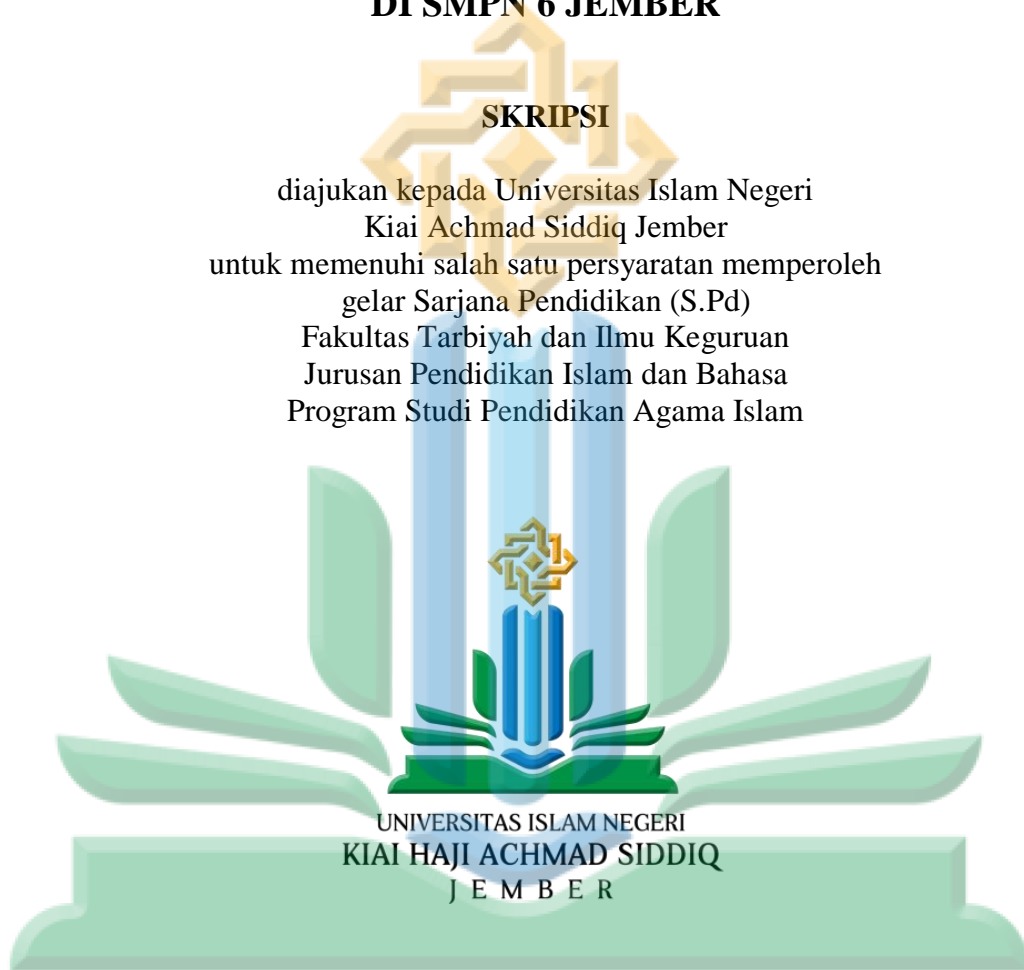 DI SMPN 6 JEMBER
SKRIPSI
diajukan kepada Universitas Islam Negeri
Kiai Achmad Siddiq Jember
untuk memenuhi salah satu persyaratan memperoleh
gelar Sarjana Pendidikan (S.Pd)
Fakultas Tarbiyah dan Ilmu Keguruan
Jurusan Pendidikan Islam dan Bahasa
Program Studi Pendidikan Agama Islam
UNIVERSITAS ISLAM NEGERI
KIAI HAJI ACHMAD SIDDIQ
J E M B E R